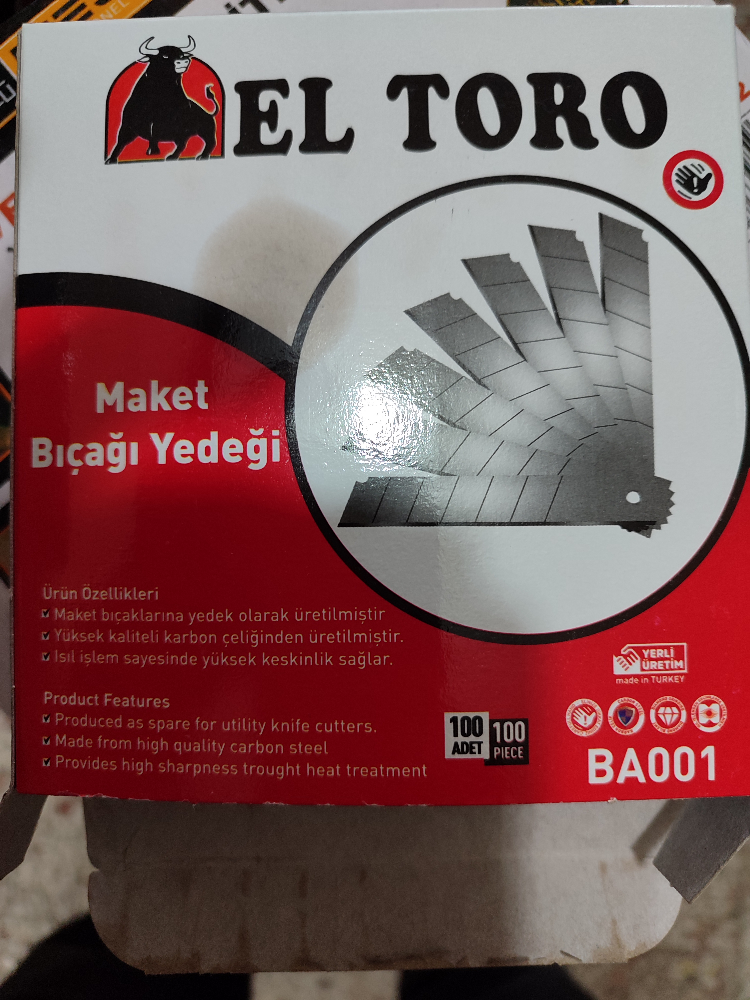 EL TORO
Maket
Bıçağı Yedeği
Ürün Özellikleri
Maket bıçaklarına yedek olarak üretilmiştir
Yüksek kaliteli karbon çeliğinden üretilmiştir.
Isıl işlem sayesinde yüksek keskinlik sağlar.
Product Features
Produced as spare for utility knife cutters.
Made from high quality carbon steel
Provides high sharpness trought heat treatment
100
ADET
100
PIECE
YERLİ
ÜRETİM
made in TURKEY
BA001